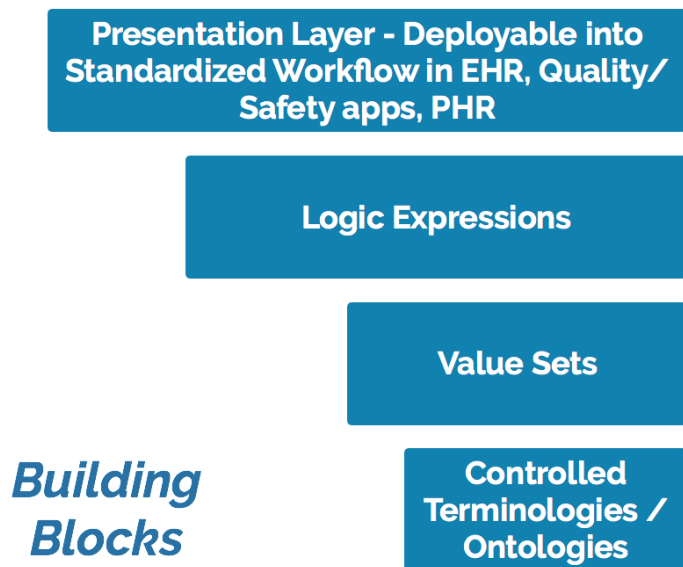 Presentation Layer - Deployable into
Standardized Workflow in EHR, Quality/
Safety apps, PHR
Logic Expressions
Value Sets
Building
Blocks
Controlled
Terminologies /
Ontologies